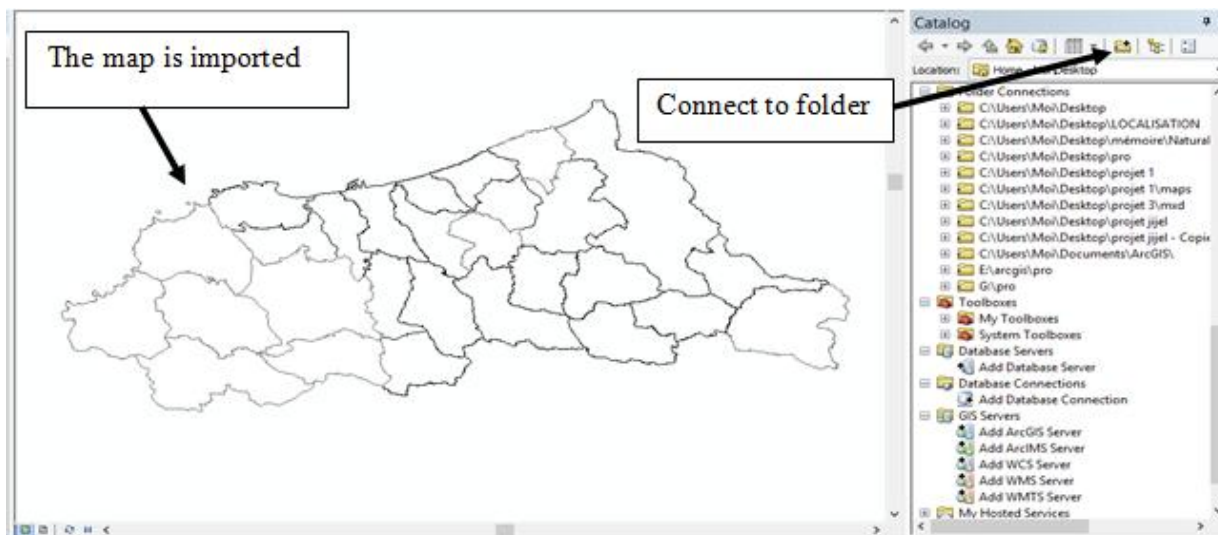 The map is imported
Connect to folder
Catalog
Location: Home - Desktop
Folder Connections
C:\Users\Moi\Desktop
C:\Users\Moi\Desktop\LOCALISATION
C:\Users\Moi\Desktop\mémoire\Natural
C:\Users\Moi\Desktop\pro
C:\Users\Moi\Desktop\projet 1
C:\Users\Moi\Desktop\projet 1\maps
C:\Users\Moi\Desktop\projet 3\mxd
C:\Users\Moi\Desktop\projet jijel
C:\Users\Moi\Desktop\projet jijel - Copie
C:\Users\Moi\Documents\ArcGIS\
E:\arcgis\pro
G:\pro
Toolboxes
My Toolboxes
System Toolboxes
Database Servers
Add Database Server
Database Connections
Add Database Connection
GIS Servers
Add ArcGIS Server
Add ArcIMS Server
Add WCS Server
Add WMS Server
Add WMTS Server
My Hosted Services